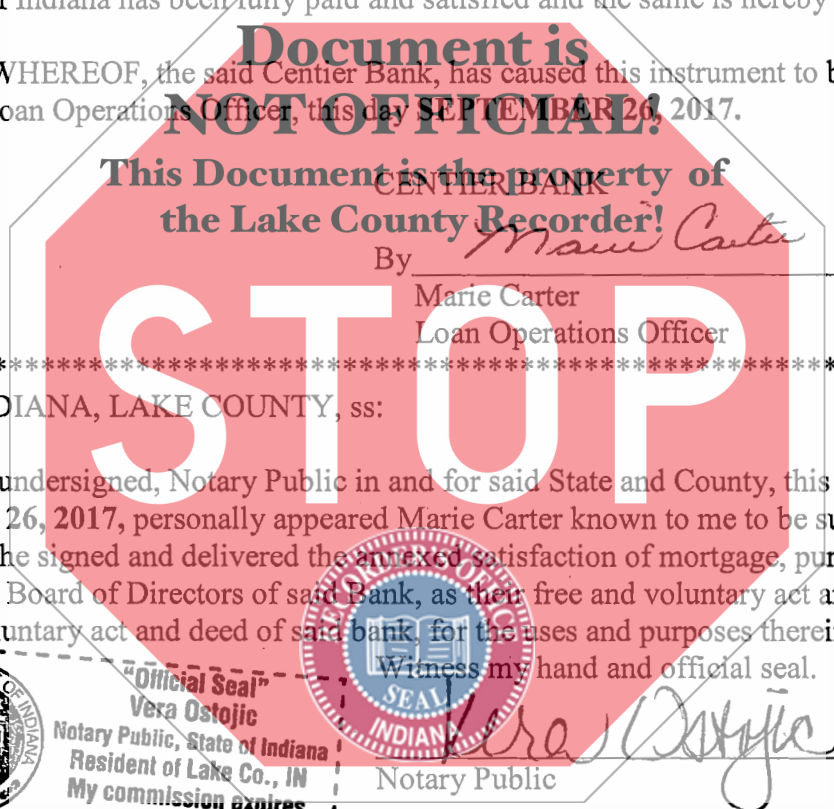 Indiana has been fully paid and satisfied and the same is hereby
Document is
WHEREOF, the said Centier Bank, has caused this instrument to b
oan Operations Officer, this day SEPTEMBER 26, 2017.
NOT OFFICIAL!
This Document is the property of
CENTIER BANK
the Lake County Recorder!
By Marie Carter
Marie Carter
Loan Operations Officer
STOP
DIANA, LAKE COUNTY, ss:
undersigned, Notary Public in and for said State and County, this
26, 2017, personally appeared Marie Carter known to me to be su
he signed and delivered the annexed satisfaction of mortgage, pur
Board of Directors of said Bank, as their free and voluntary act a
untary act and deed of said bank, for the uses and purposes therei
Witness my hand and official seal.
RECORDER'S OFFICE
SEAL
INDIANA
OF INDIANA
"Official Seal"
Vera Ostojic
Notary Public, State of Indiana
Resident of Lake Co., IN
My commission expires
Vera Ostojic
Notary Public